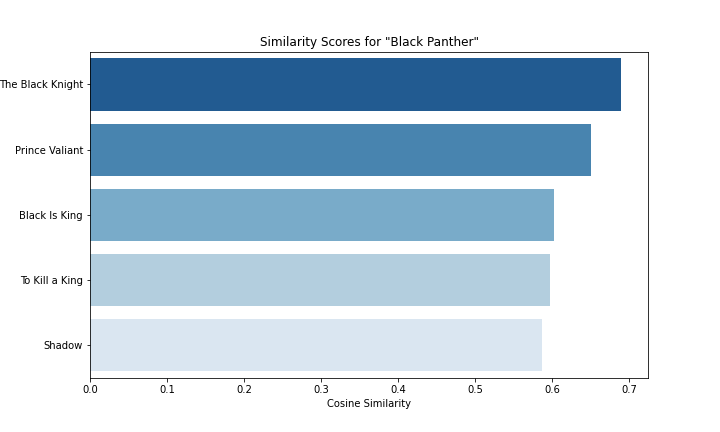 Similarity Scores for "Black Panther"
The Black Knight
Prince Valiant
Black Is King
To Kill a King
Shadow
0.0 0.1 0.2 0.3 0.4 0.5 0.6 0.7
Cosine Similarity